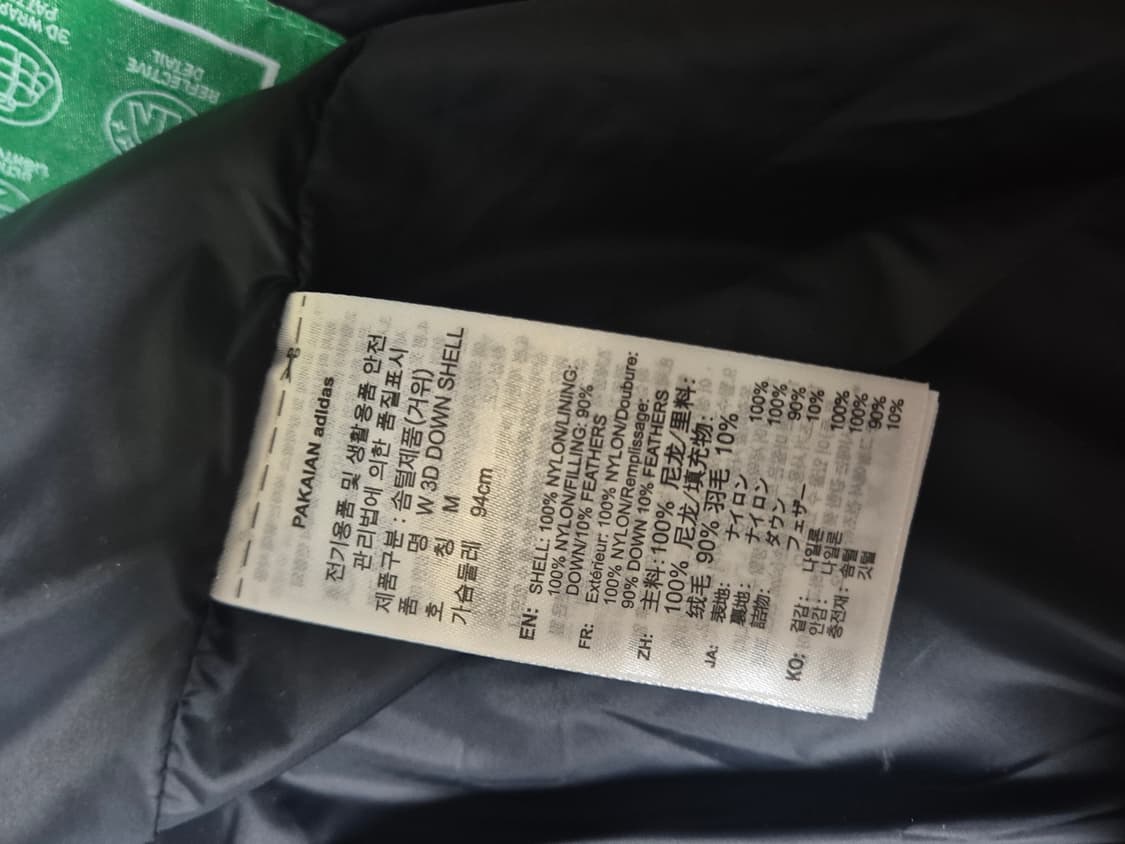 3D WRAP
PATT
REFLECTIVE
DETAIL
PAKAIAN adidas
전기용품 및 생활용품 안전
관리법에 의한 품질표시
제품구분 : 솜털제품(거위)
품 명 W 3D DOWN SHELL
호 칭 M
가슴둘레 94cm
EN: SHELL: 100% NYLON/LINING:
100% NYLON/FILLING: 90%
DOWN/10% FEATHERS
FR: Extérieur: 100% NYLON/Doubure:
100% NYLON/Remplissage:
90% DOWN 10% FEATHERS
ZH: 主料:100% 尼龙/里料:
100% 尼龙/填充物:
绒毛 90% 羽毛 10%
JA: 表地: ナイロン 100%
裏地: ナイロン 100%
詰物: ダウン 90%
フェザー 10%
KO: 겉감: 나일론 100%
안감: 나일론 100%
충전재: 솜털 90%
깃털 10%